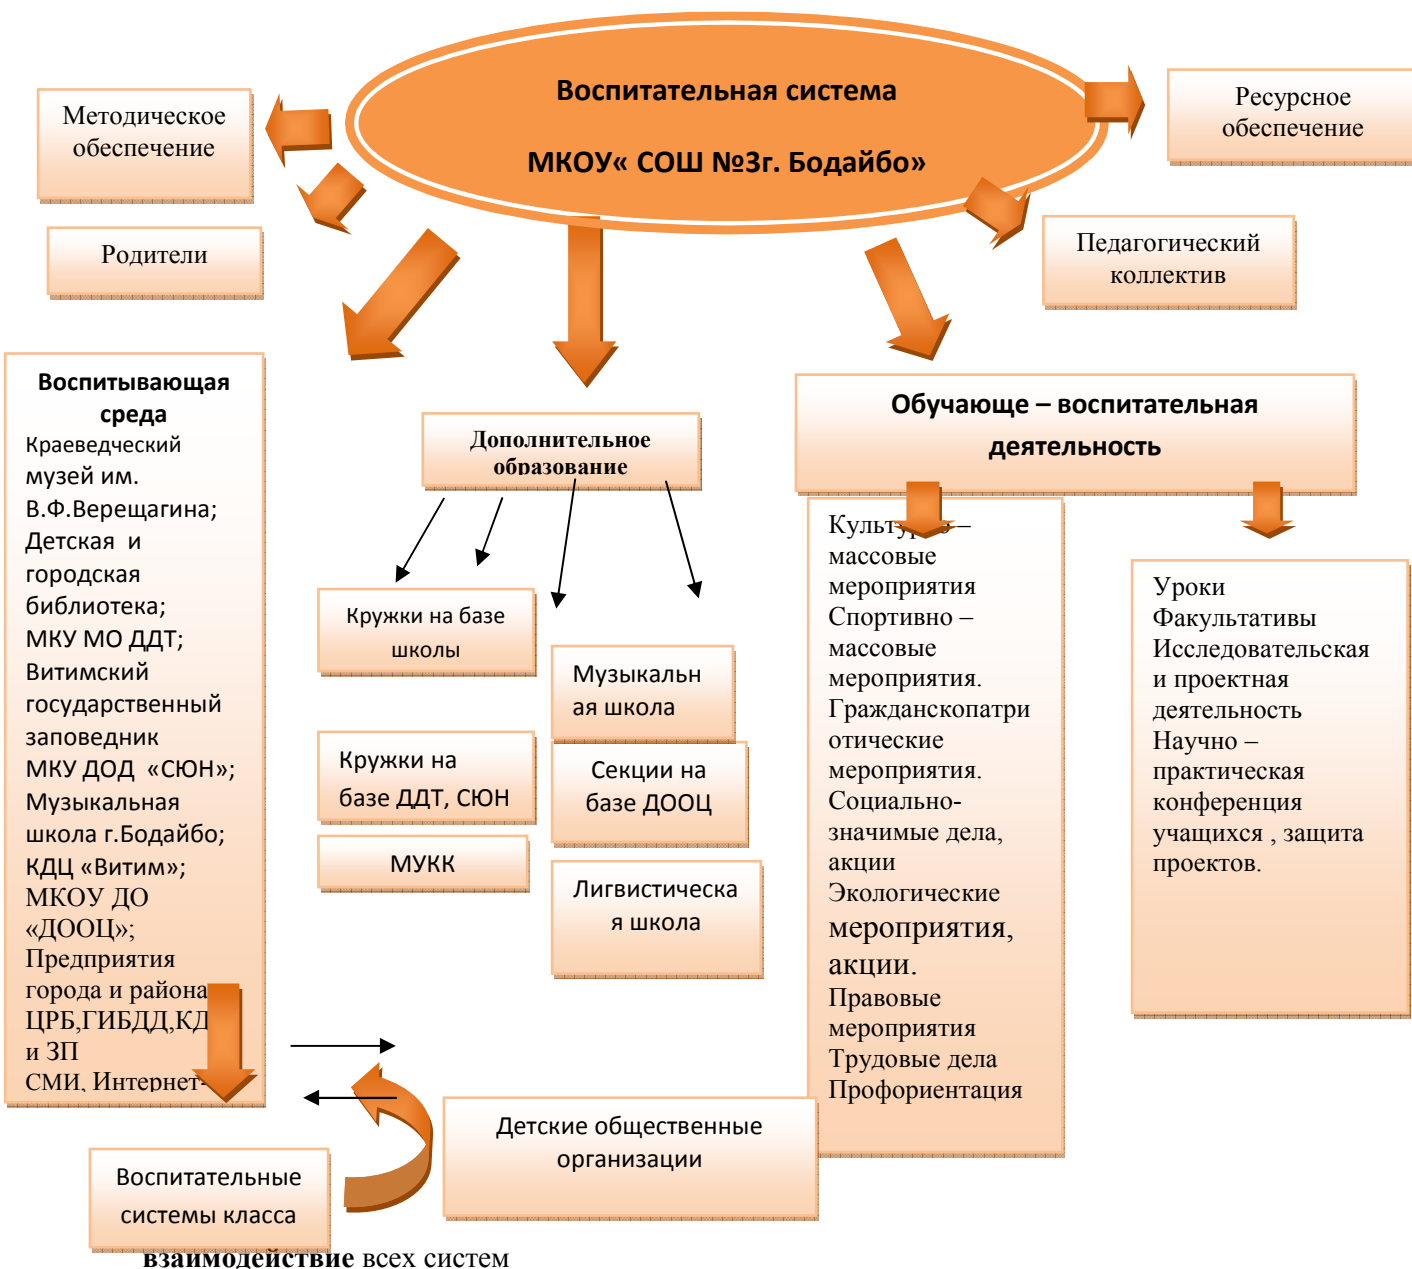 Воспитательная система
МКОУ« СОШ №3г. Бодайбо»
Методическое
обеспечение
Ресурсное
обеспечение
Родители
Педагогический
коллектив
Воспитывающая
среда
Краеведческий
музей им.
В.Ф.Верещагина;
Детская и
городская
библиотека;
МКУ МО ДДТ;
Витимский
государственный
заповедник
МКУ ДОД «СЮН»;
Музыкальная
школа г.Бодайбо;
КДЦ «Витим»;
МКОУ ДО
«ДООЦ»;
Предприятия
города и района
ЦРБ,ГИБДД,КД
и ЗП
СМИ, Интернет-
Дополнительное
образование
Кружки на базе
школы
Кружки на
базе ДДТ, СЮН
МУКК
Музыкальн
ая школа
Секции на
базе ДООЦ
Лигвистическа
я школа
Обучающе – воспитательная
деятельность
Культурно –
массовые
мероприятия
Спортивно –
массовые
мероприятия.
Гражданскопатри
отические
мероприятия.
Социально-
значимые дела,
акции
Экологические
мероприятия,
акции.
Правовые
мероприятия
Трудовые дела
Профориентация
Уроки
Факультативы
Исследовательская
и проектная
деятельность
Научно –
практическая
конференция
учащихся , защита
проектов.
Детские общественные
организации
Воспитательные
системы класса
взаимодействие всех систем